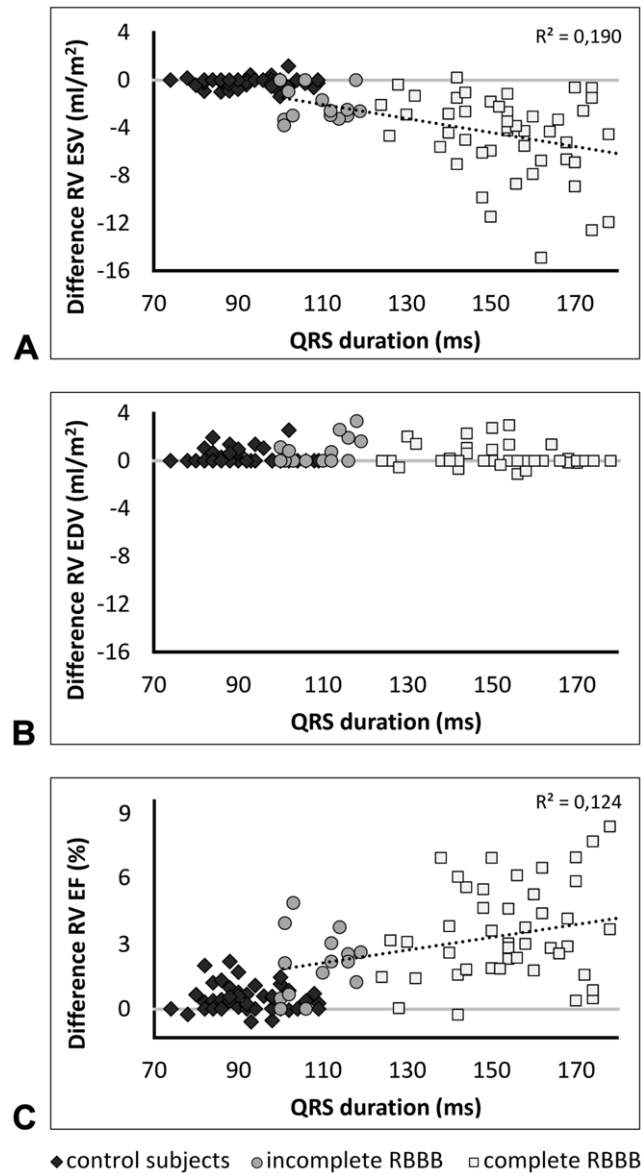 4
R² = 0,190
0
-4
-8
-12
-16
Difference RV ESV (ml/m²)
70 90 110 130 150 170
QRS duration (ms)
A
4
0
-4
-8
-12
-16
Difference RV EDV (ml/m²)
70 90 110 130 150 170
QRS duration (ms)
B
R² = 0,124
9
6
3
0
Difference RV EF (%)
70 90 110 130 150 170
QRS duration (ms)
C
control subjects incomplete RBBB complete RBBB